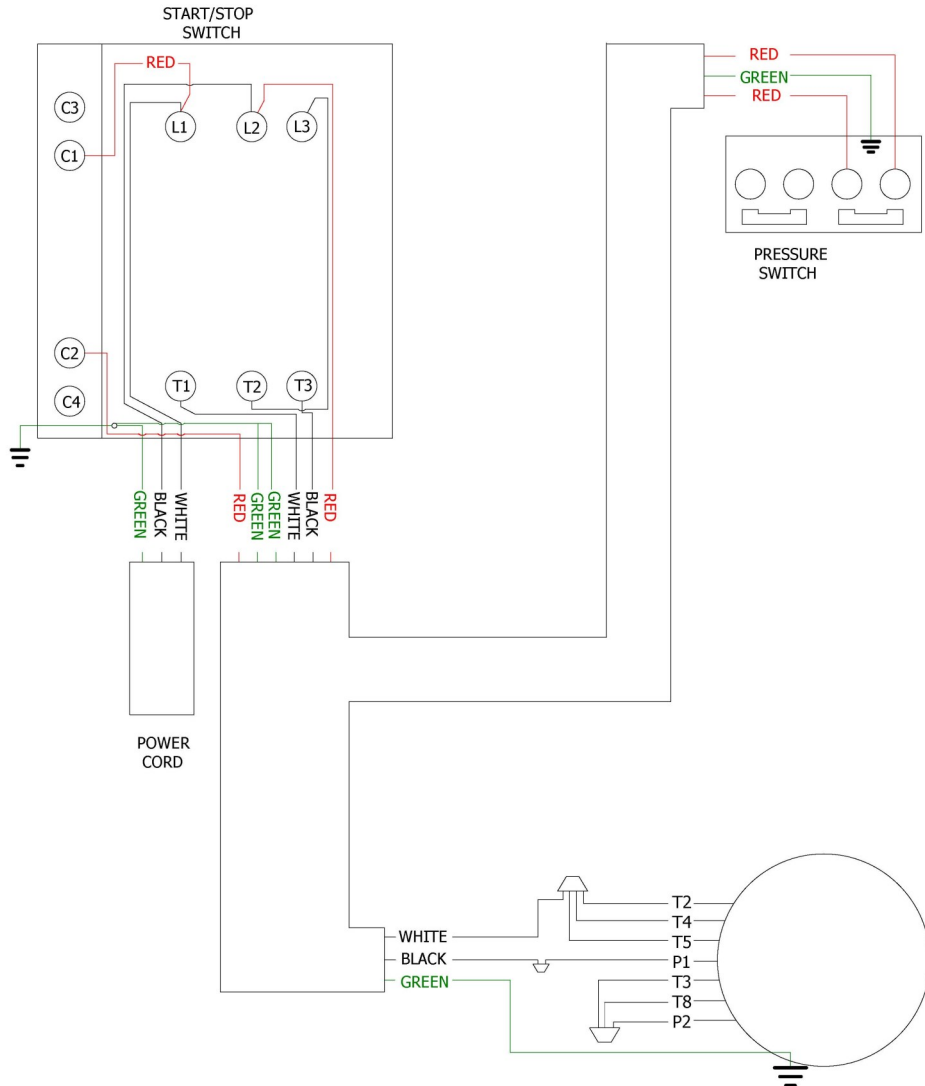 START/STOP
SWITCH
RED
C3
C1
L1
L2
L3
C2
C4
T1
T2
T3
GREEN
BLACK
WHITE
RED
GREEN
GREEN
WHITE
BLACK
RED
POWER
CORD
RED
GREEN
RED
PRESSURE
SWITCH
WHITE
BLACK
GREEN
T2
T4
T5
P1
T3
T8
P2